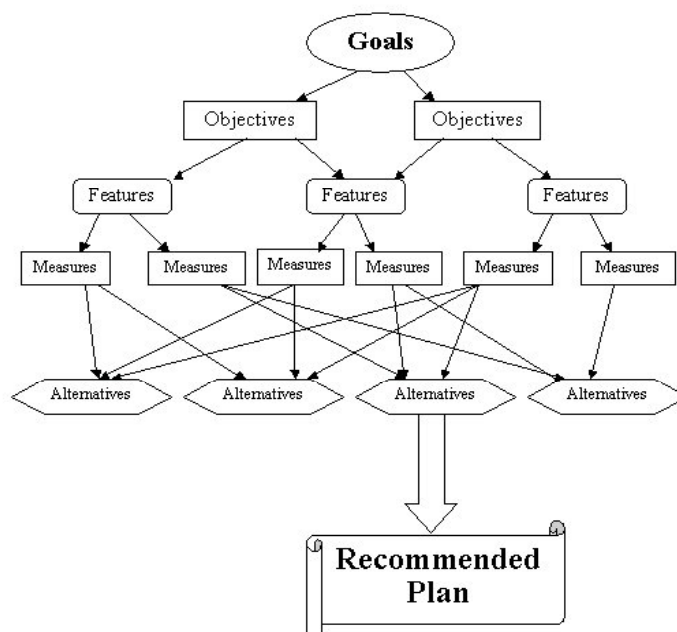 Goals
Objectives
Objectives
Features
Features
Features
Measures
Measures
Measures
Measures
Measures
Measures
Alternatives
Alternatives
Alternatives
Alternatives
Recommended
Plan